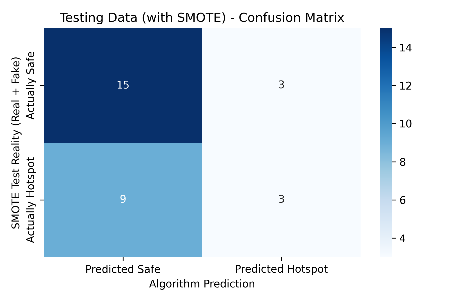 Testing Data (with SMOTE) - Confusion Matrix
SMOTE Test Reality (Real + Fake)
Actually Safe
Actually Hotspot
15
3
9
3
Predicted Safe
Predicted Hotspot
Algorithm Prediction
14
12
10
8
6
4